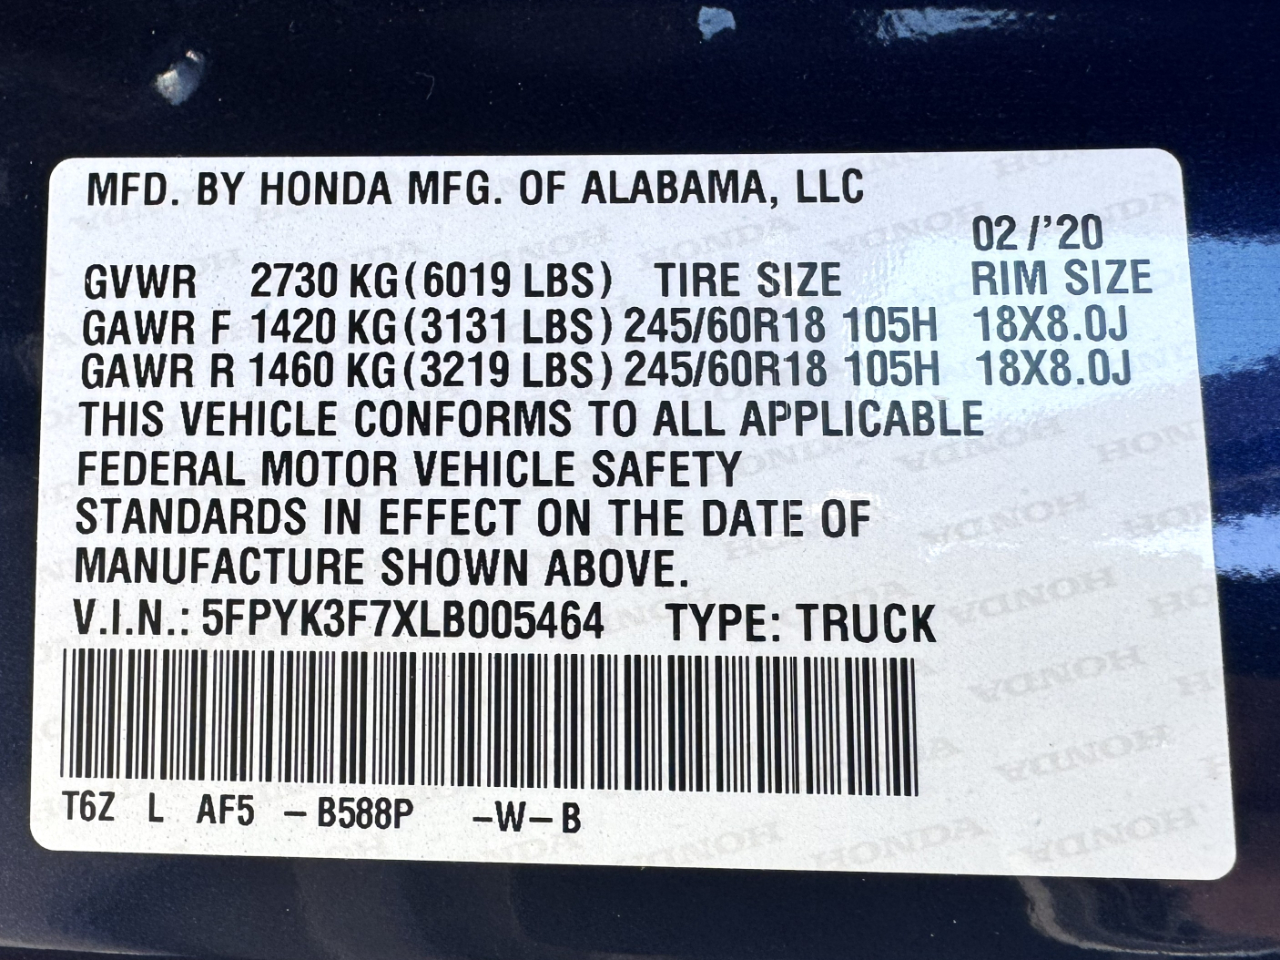 MFD. BY HONDA MFG. OF ALABAMA, LLC
02/'20
GVWR 2730 KG(6019 LBS) TIRE SIZE RIM SIZE
GAWR F 1420 KG(3131 LBS) 245/60R18 105H 18X8.0J
GAWR R 1460 KG(3219 LBS) 245/60R18 105H 18X8.0J
THIS VEHICLE CONFORMS TO ALL APPLICABLE
FEDERAL MOTOR VEHICLE SAFETY
STANDARDS IN EFFECT ON THE DATE OF
MANUFACTURE SHOWN ABOVE.
V.I.N.: 5FPYK3F7XLB005464 TYPE: TRUCK
T6Z L AF5 -B588P -W-B